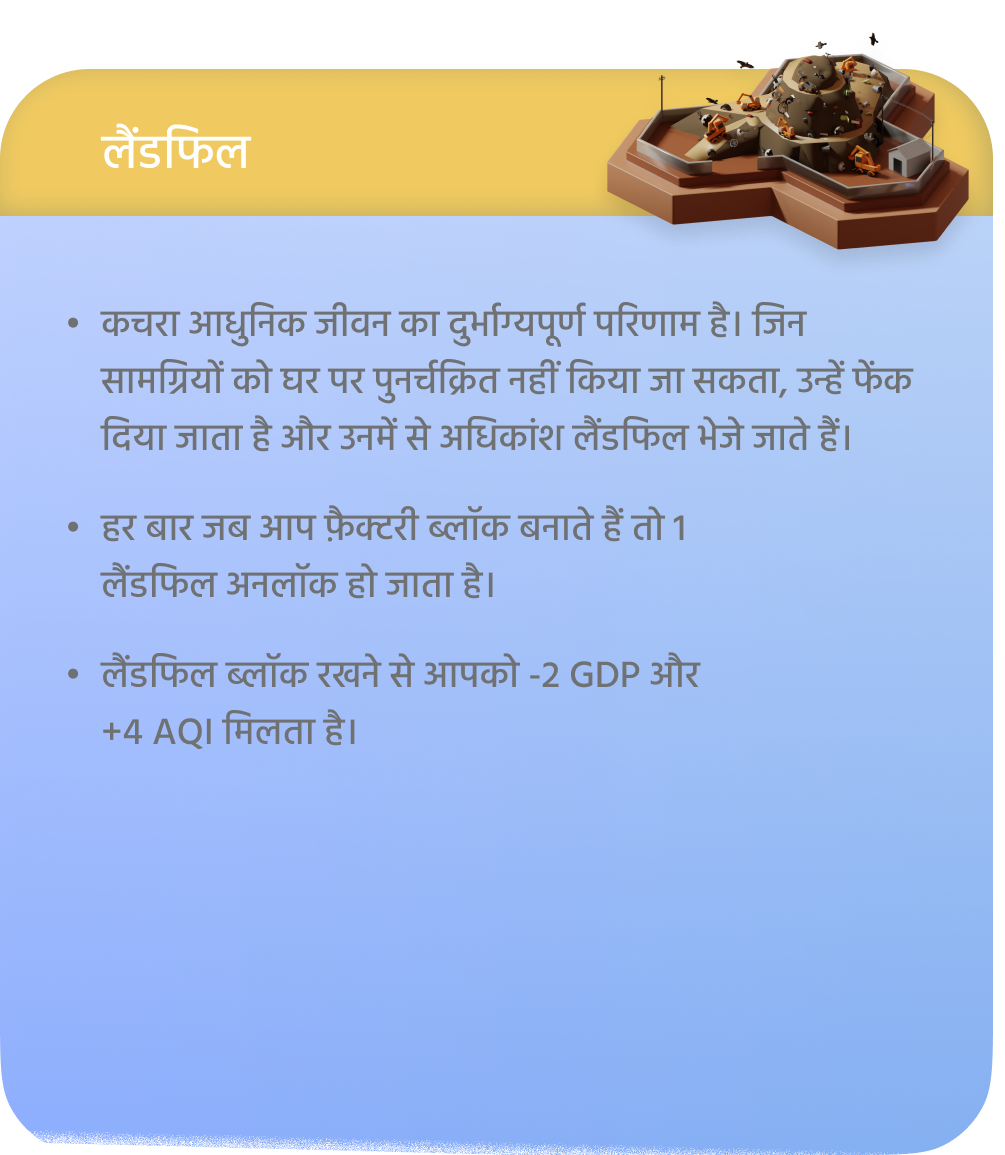 लैंडफिल
• कचरा आधुनिक जीवन का दुर्भाग्यपूर्ण परिणाम है। जिन
सामग्रियों को घर पर पुनर्चक्रित नहीं किया जा सकता, उन्हें फेंक
दिया जाता है और उनमें से अधिकांश लैंडफिल भेजे जाते हैं।
• हर बार जब आप फ़ैक्टरी ब्लॉक बनाते हैं तो 1
लैंडफिल अनलॉक हो जाता है।
• लैंडफिल ब्लॉक रखने से आपको -2 GDP और
+4 AQI मिलता है।